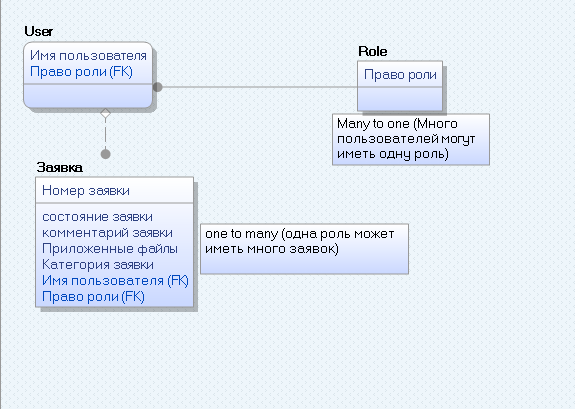 User
Имя пользователя
Право роли (FK)
Role
Право роли
Many to one (Много
пользователей могут
иметь одну роль)
Заявка
Номер заявки
состояние заявки
комментарий заявки
Приложенные файлы
Категория заявки
Имя пользователя (FK)
Право роли (FK)
one to many (одна роль может
иметь много заявок)